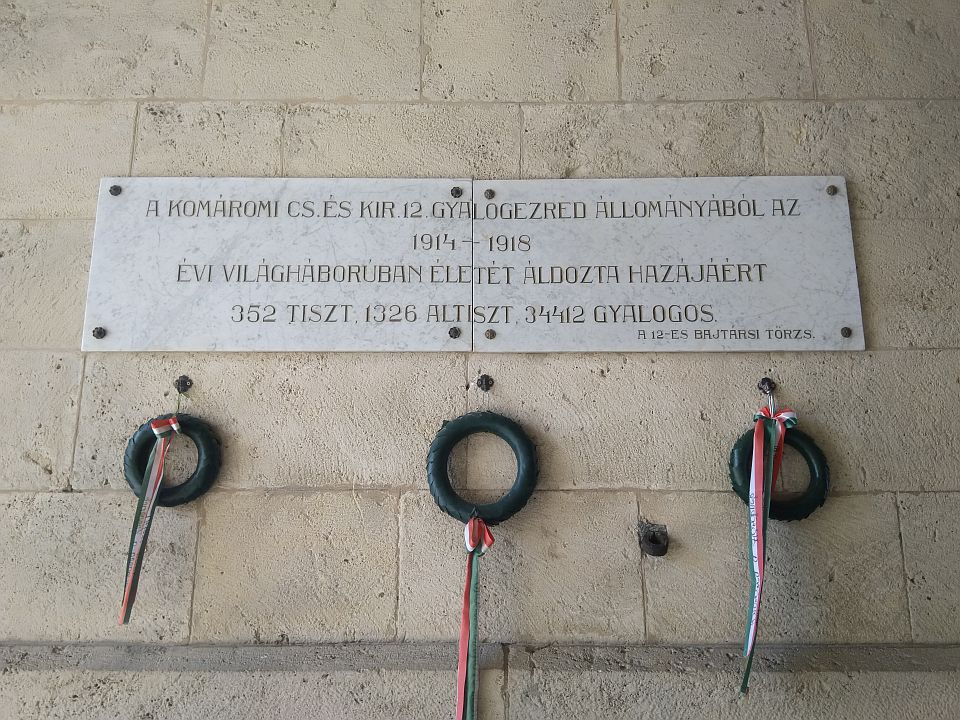 A KOMÁROMI CS. ÉS KIR. 12. GYALOGEZRED ÁLLOMÁNYÁBÓL AZ
1914 – 1918
ÉVI VILÁGHÁBORÚBAN ÉLETÉT ÁLDOZTA HAZÁJÁÉRT
352 TISZT, 1326 ALTISZT, 34412 GYALOGOS.
A 12-ES BAJTÁRSI TÖRZS.